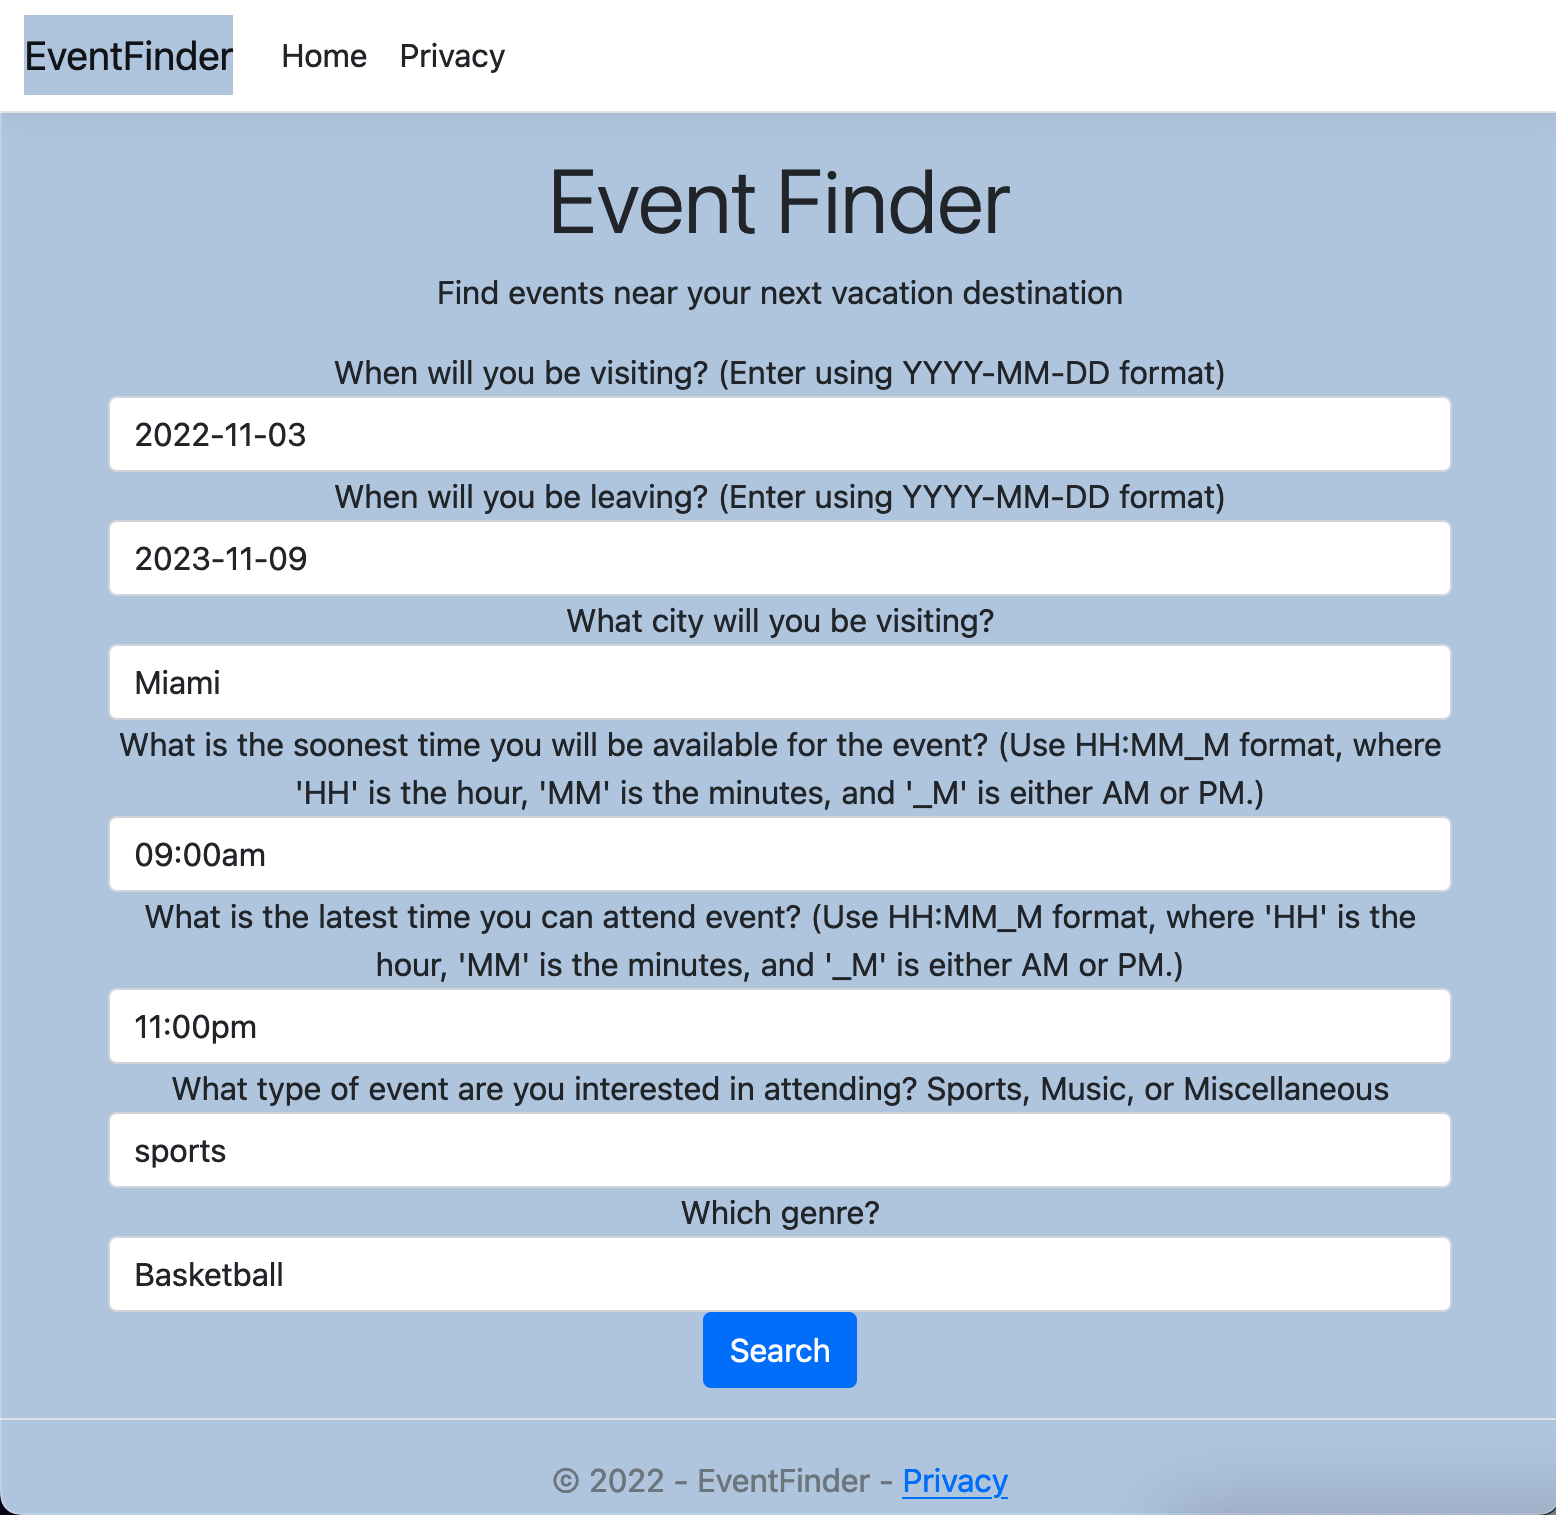 EventFinder Home Privacy
Event Finder
Find events near your next vacation destination
When will you be visiting? (Enter using YYYY-MM-DD format)
2022-11-03
When will you be leaving? (Enter using YYYY-MM-DD format)
2023-11-09
What city will you be visiting?
Miami
What is the soonest time you will be available for the event? (Use HH:MM_M format, where
'HH' is the hour, 'MM' is the minutes, and '_M' is either AM or PM.)
09:00am
What is the latest time you can attend event? (Use HH:MM_M format, where 'HH' is the
hour, 'MM' is the minutes, and '_M' is either AM or PM.)
11:00pm
What type of event are you interested in attending? Sports, Music, or Miscellaneous
sports
Which genre?
Basketball
Search
© 2022 - EventFinder - Privacy